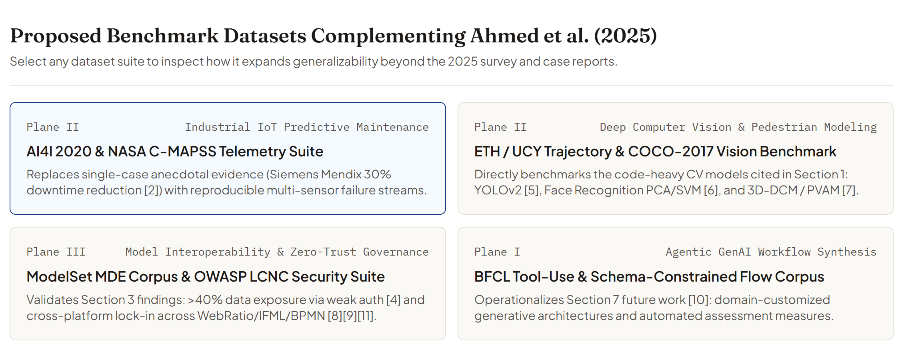 Proposed Benchmark Datasets Complementing Ahmed et al. (2025)
Select any dataset suite to inspect how it expands generalizability beyond the 2025 survey and case reports.
Plane II
Industrial IoT Predictive Maintenance
AI4I 2020 & NASA C-MAPSS Telemetry Suite
Replaces single-case anecdotal evidence (Siemens Mendix 30%
downtime reduction [2]) with reproducible multi-sensor failure streams.
Plane II
Deep Computer Vision & Pedestrian Modeling
ETH / UCY Trajectory & COCO-2017 Vision Benchmark
Directly benchmarks the code-heavy CV models cited in Section 1:
YOLOv2 [5], Face Recognition PCA/SVM [6], and 3D-DCM / PVAM [7].
Plane III
Model Interoperability & Zero-Trust Governance
ModelSet MDE Corpus & OWASP LCNC Security Suite
Validates Section 3 findings: >40% data exposure via weak auth [4] and
cross-platform lock-in across WebRatio/IFML/BPMN [8][9][11].
Plane I
Agentic GenAI Workflow Synthesis
BFCL Tool-Use & Schema-Constrained Flow Corpus
Operationalizes Section 7 future work [10]: domain-customized
generative architectures and automated assessment measures.